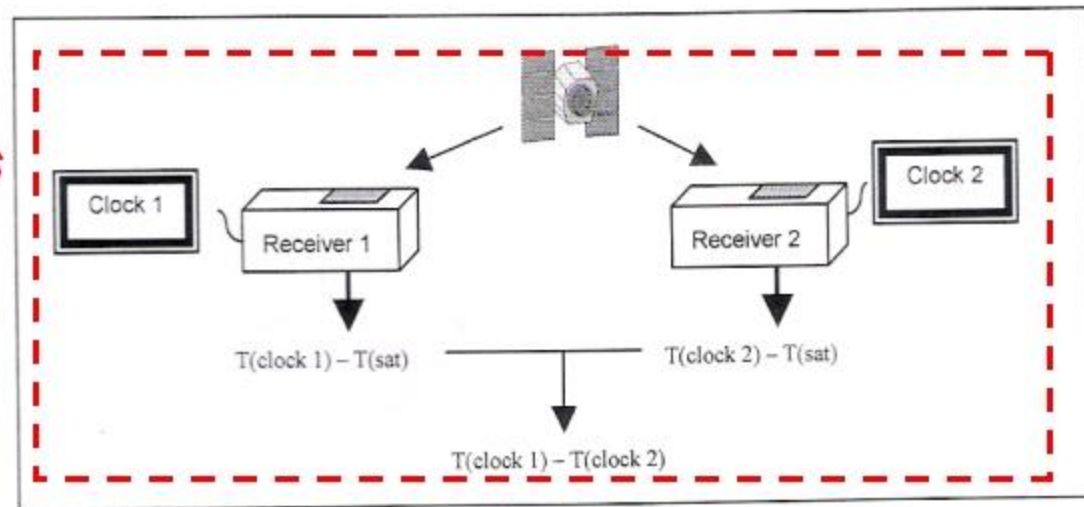 Clock 1
Clock 2
Receiver 1
Receiver 2
T(clock 1) – T(sat)
T(clock 2) – T(sat)
T(clock 1) – T(clock 2)